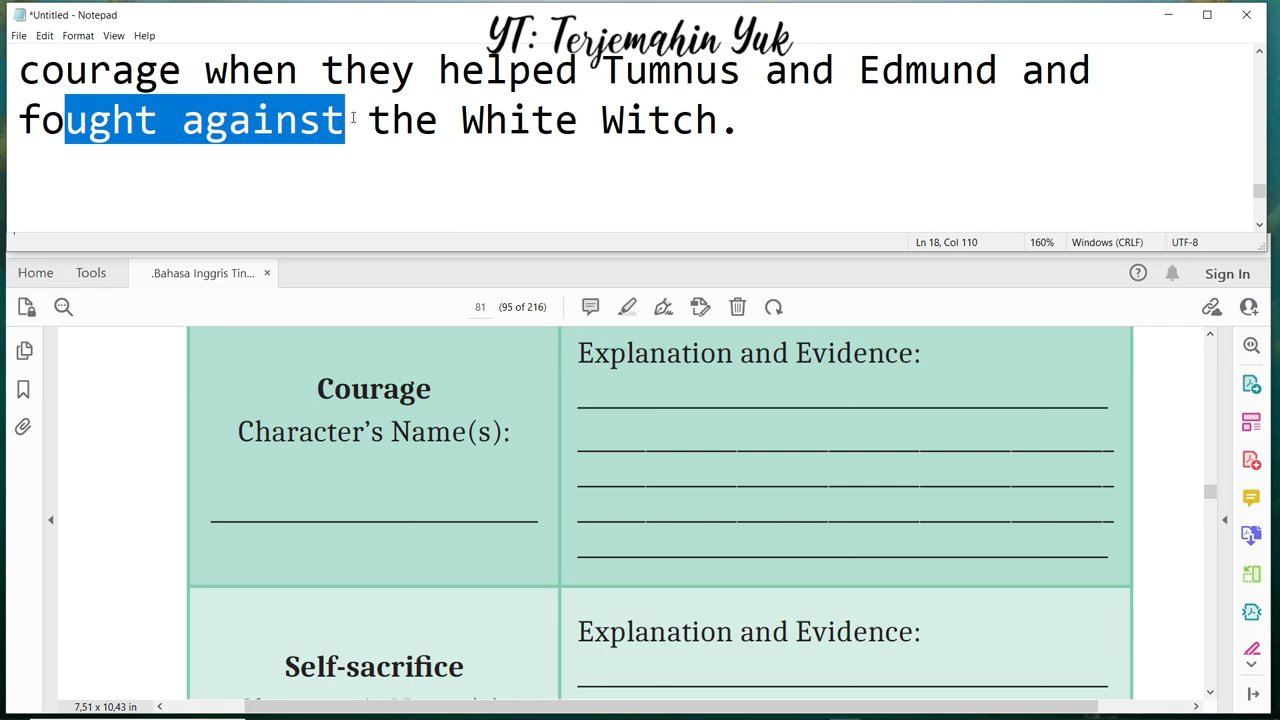 *Untitled - Notepad
YT: Terjemahin Yuk
File Edit Format View Help
courage when they helped Tumnus and Edmund and
fought against the White Witch.
Ln 18, Col 110 160% Windows (CRLF) UTF-8
Home Tools .Bahasa Inggris Tin... × Sign In
81 (95 of 216)
Explanation and Evidence:
Courage
Character's Name(s):
Explanation and Evidence:
Self-sacrifice
7,51 x 10,43 in